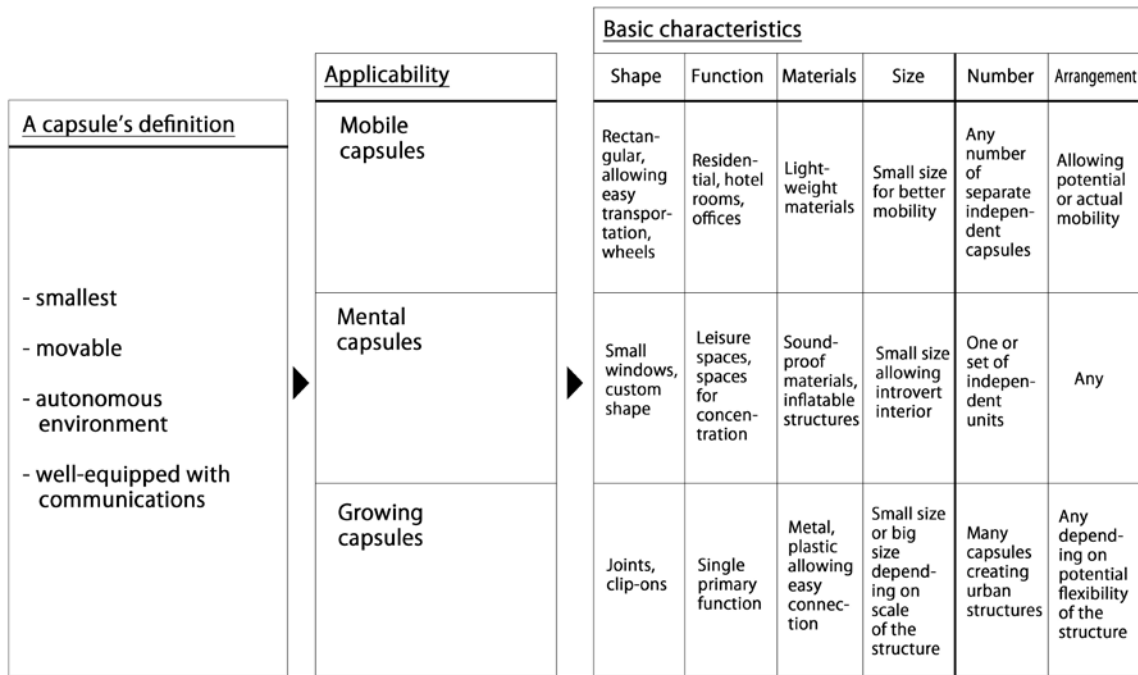 A capsule's definition
- smallest
- movable
- autonomous
environment
- well-equipped with
communications
Applicability
Mobile
capsules
Mental
capsules
Growing
capsules
Basic characteristics
Shape
Function
Materials
Size
Number
Arrangement
Rectan-
gular,
allowing
easy
transpor-
tation,
wheels
Residen-
tial, hotel
rooms,
offices
Light-
weight
materials
Small size
for better
mobility
Any
number
of
separate
indepen-
dent
capsules
Allowing
potential
or actual
mobility
Small
windows,
custom
shape
Leisure
spaces,
spaces
for
concen-
tration
Sound-
proof
materials,
inflatable
structures
Small size
allowing
introvert
interior
One or
set of
indepen-
dent
units
Any
Joints,
clip-ons
Single
primary
function
Metal,
plastic
allowing
easy
connec-
tion
Small size
or big
size
depend-
ing on
scale
of the
structure
Many
capsules
creating
urban
structures
Any
depend-
ing on
potential
flexibility
of the
structure